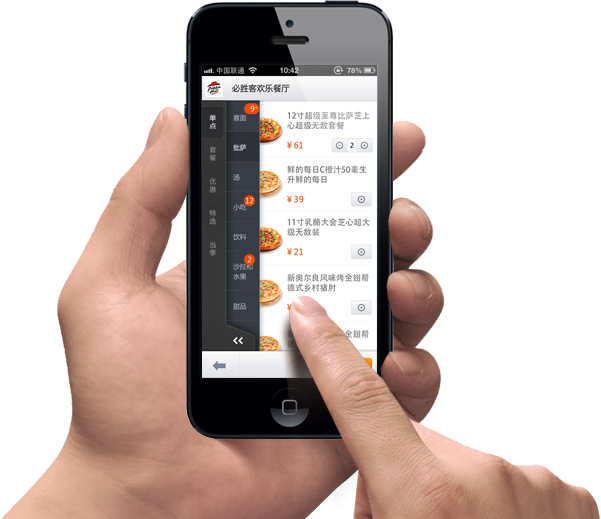 中国联通
10:42
78%
必胜客欢乐餐厅
单点
套餐
优惠
特选
当季
意面
9
批萨
汤
小吃
12
饮料
沙拉和
水果
2
甜品
12寸超级至尊比萨芝上
心超级无敌套餐
¥61
2
鲜的每日C橙汁50毫生
升鲜的每日
¥39
11寸乳酪大会芝心超大
级无敌装
¥21
新奥尔良风味烤全翅帮
德式乡村猪肘
¥
全翅帮